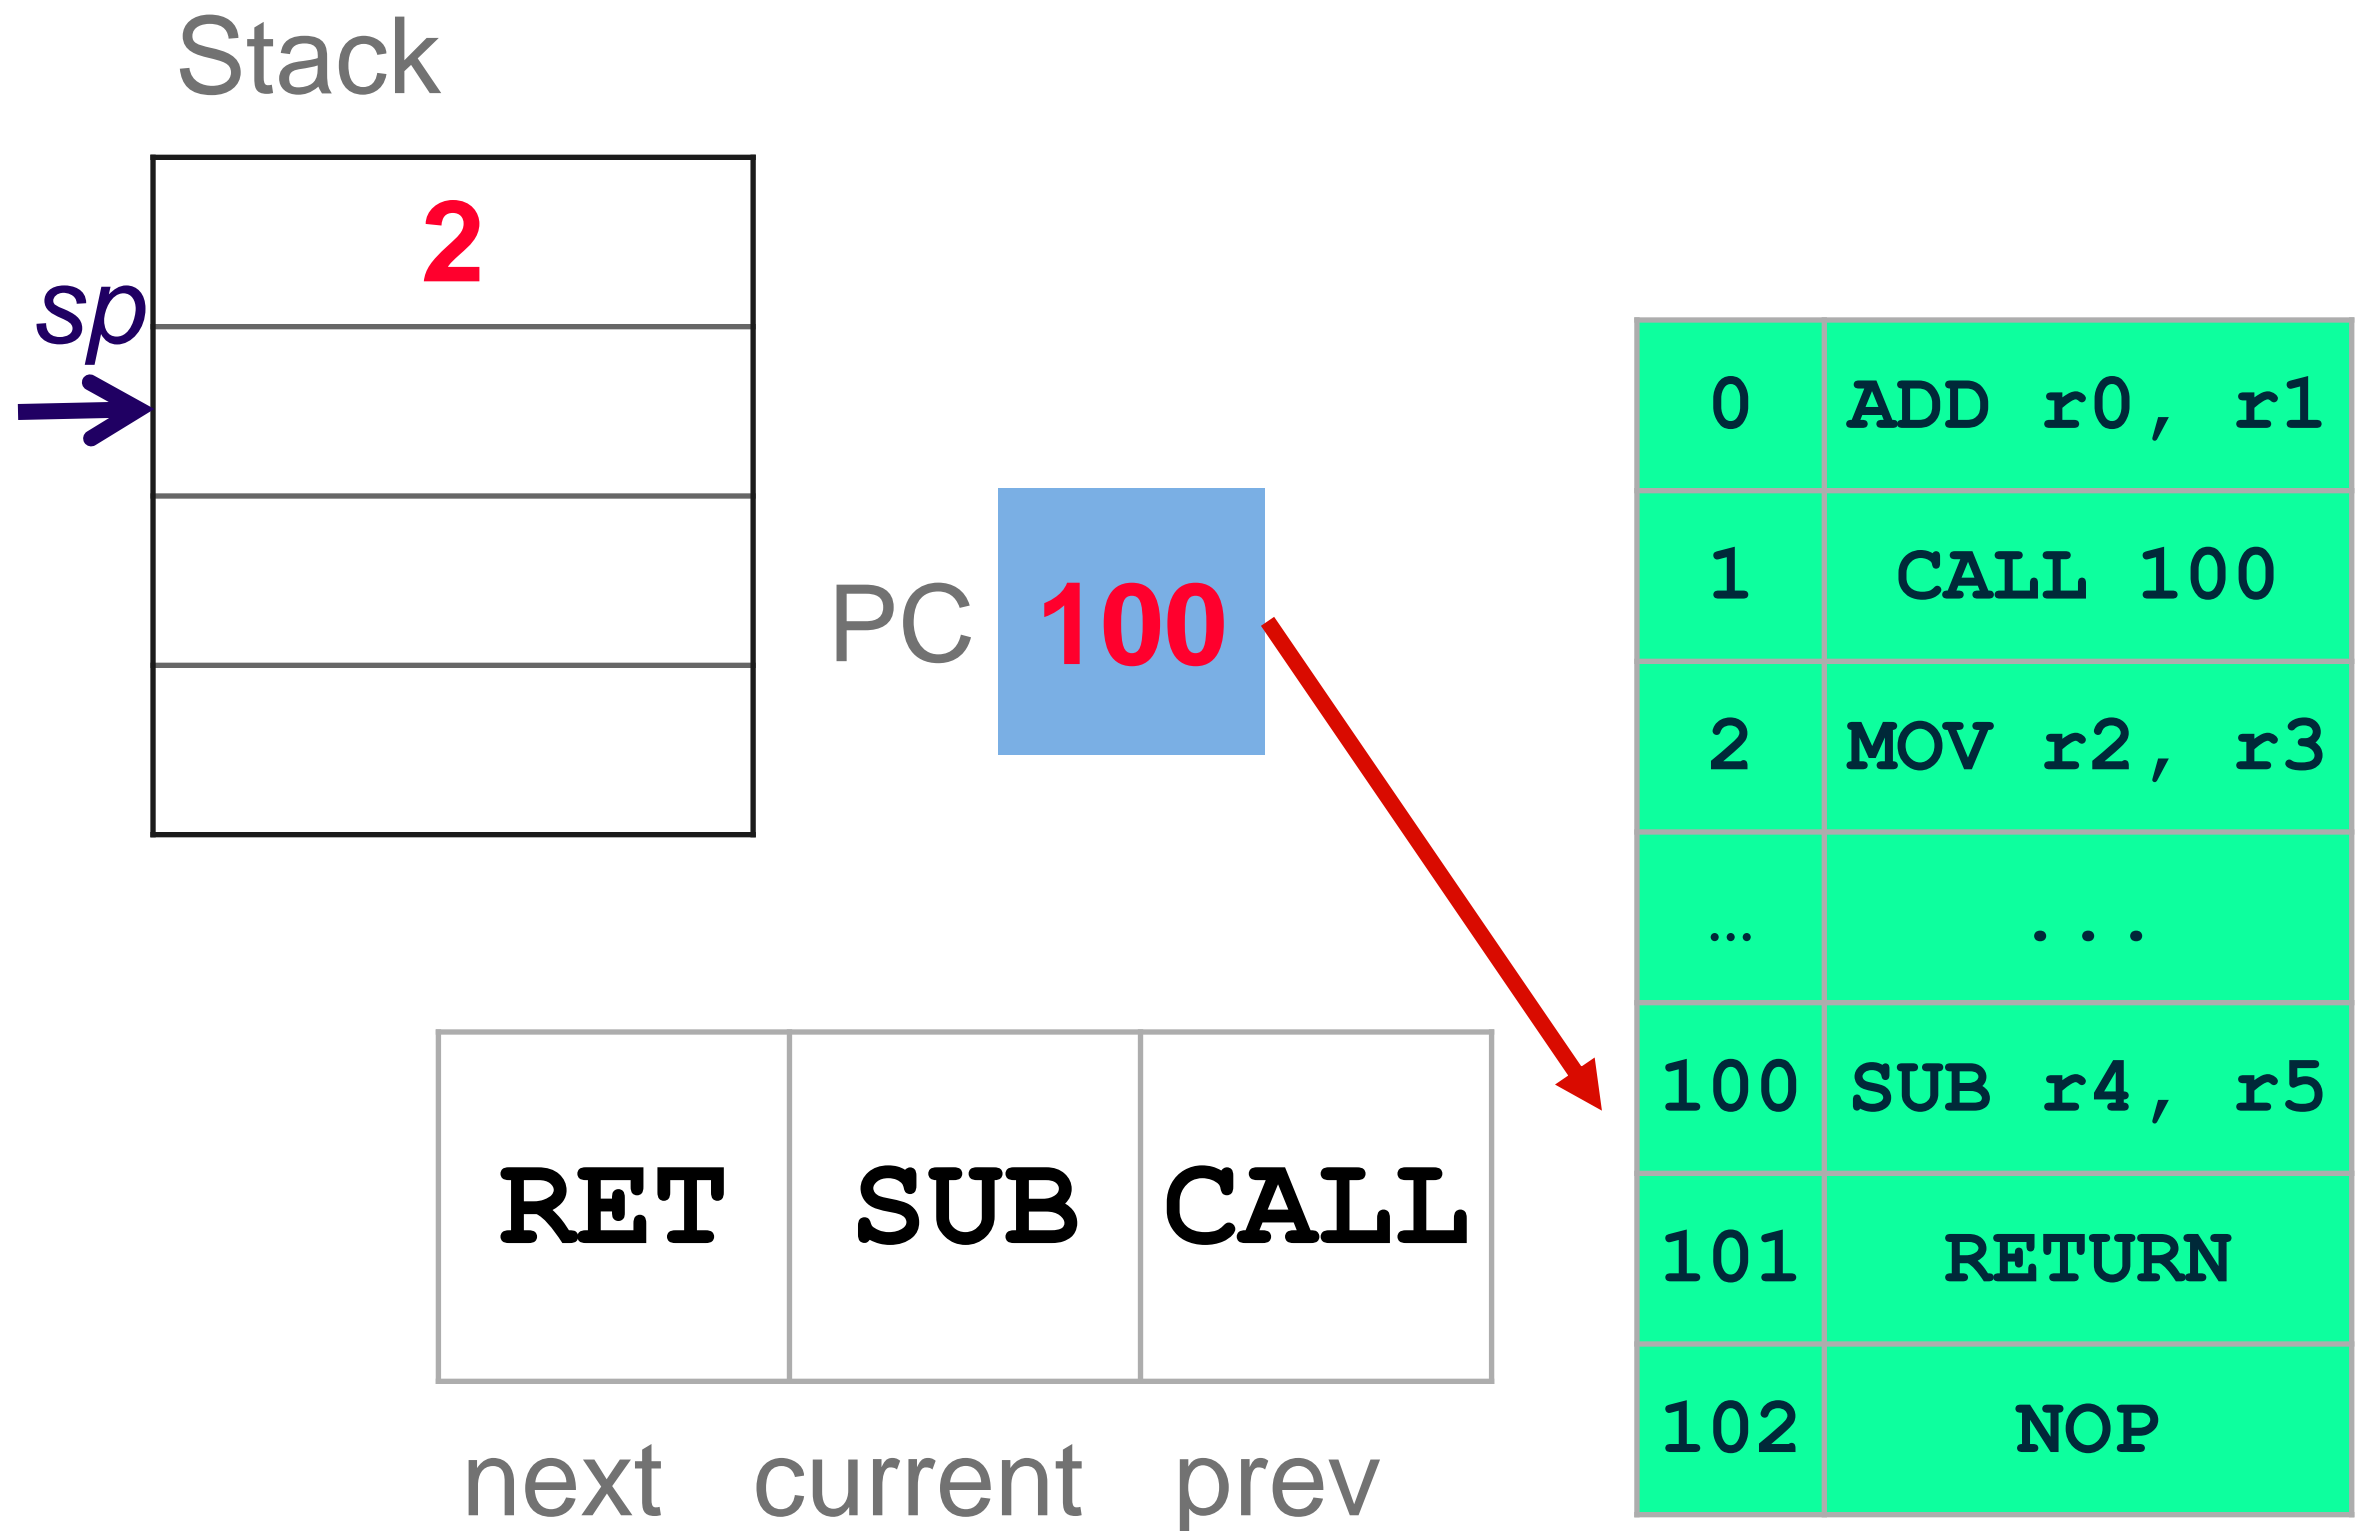 Stack
2
sp
PC 100
0 ADD r0, r1
1 CALL 100
2 MOV r2, r3
... ...
100 SUB r4, r5
101 RETURN
102 NOP
RET SUB CALL
next current prev